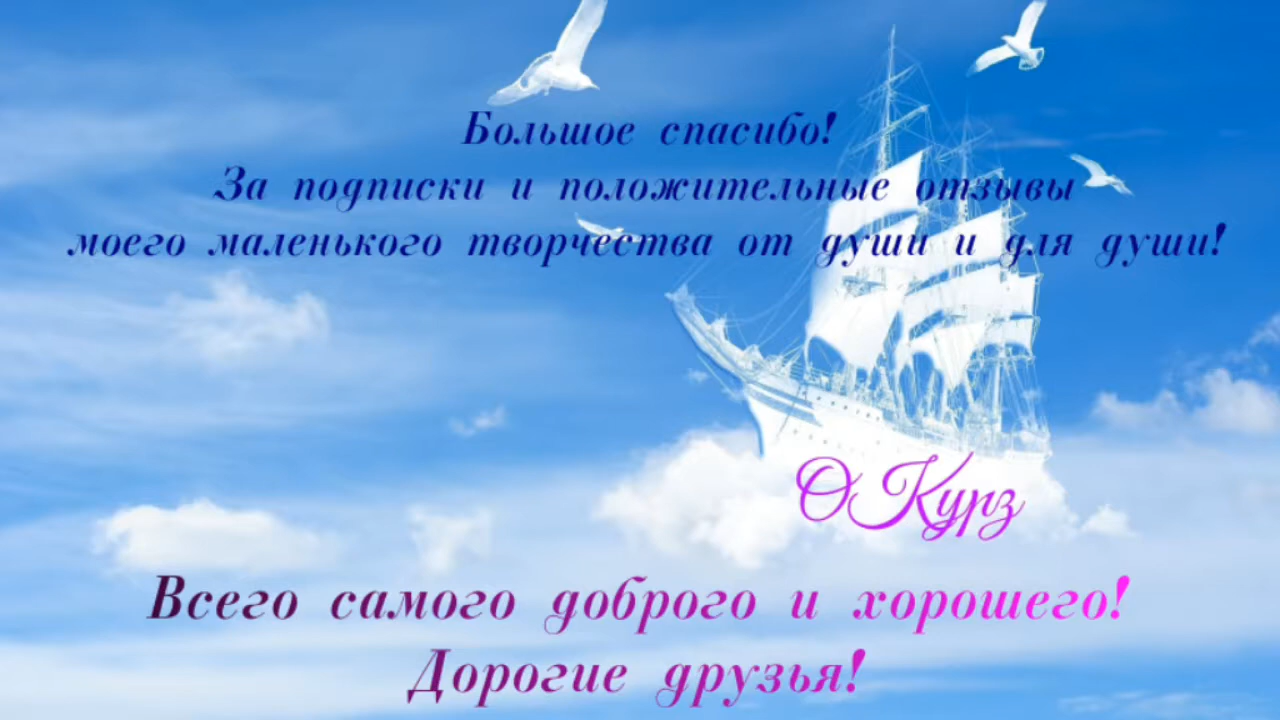 Большое спасибо!
За подписки и положительные отзывы
моего маленького творчества от души и для души!
О Курз
Всего самого доброго и хорошего!
Дорогие друзья!